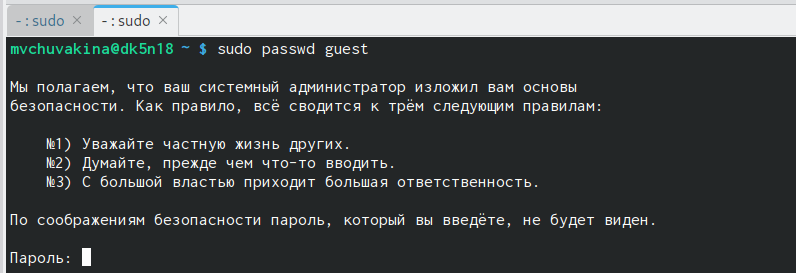 -:sudo × -:sudo ×
mvchuvakina@dk5n18 ~ $ sudo passwd guest
Мы полагаем, что ваш системный администратор изложил вам основы
безопасности. Как правило, всё сводится к трём следующим правилам:
№1) Уважайте частную жизнь других.
№2) Думайте, прежде чем что-то вводить.
№3) С большой властью приходит большая ответственность.
По соображениям безопасности пароль, который вы введёте, не будет виден.
Пароль: